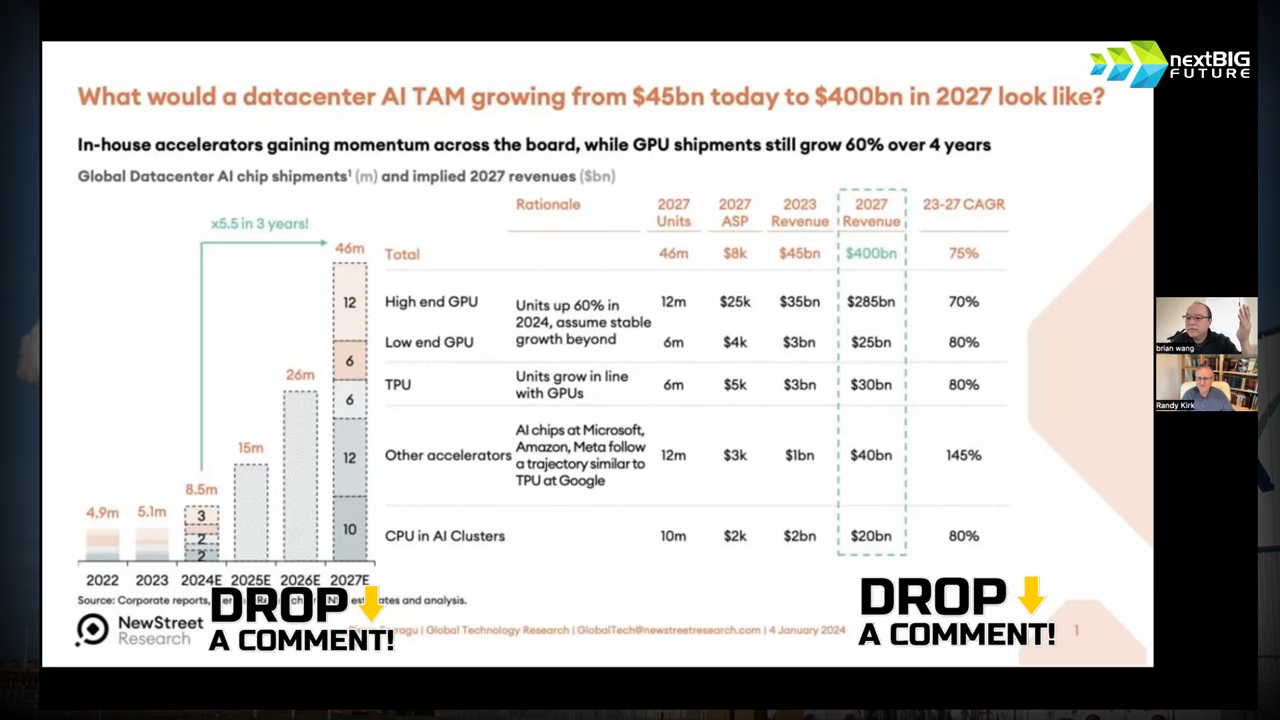 nextBIG
FUTURE
What would a datacenter AI TAM growing from $45bn today to $400bn in 2027 look like?
In-house accelerators gaining momentum across the board, while GPU shipments still grow 60% over 4 years
Global Datacenter AI chip shipments¹ (m) and implied 2027 revenues ($bn)
x5.5 in 3 years!
4.9m
5.1m
8.5m
15m
26m
46m
3
2
2
12
6
6
12
10
2022 2023 2024E 2025E 2026E 2027E
Rationale
2027 Units
2027 ASP
2023 Revenue
2027 Revenue
23-27 CAGR
Total 46m $8k $45bn $400bn 75%
High end GPU 12m $25k $35bn $285bn 70%
Units up 60% in
2024, assume stable
growth beyond
Low end GPU 6m $4k $3bn $25bn 80%
TPU 6m $5k $3bn $30bn 80%
Units grow in line
with GPUs
AI chips at Microsoft,
Amazon, Meta follow
a trajectory similar to
TPU at Google
Other accelerators 12m $3k $1bn $40bn 145%
CPU in AI Clusters 10m $2k $2bn $20bn 80%
Source: Corporate reports, ates and analysis.
NewStreet
Research
| Global Technology Research | GlobalTech@newstreetresearch.com | 4 January 2024
1
DROP
A COMMENT!
DROP
A COMMENT!
brian wang
Randy Kirk